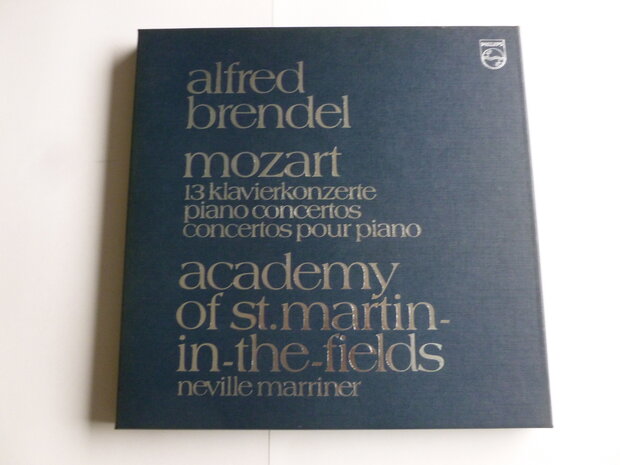 PHILIPS
alfred
brendel
mozart
13 klavierkonzerte
piano concertos
concertos pour piano
academy
of st.martin-
in-the-fields
neville marriner